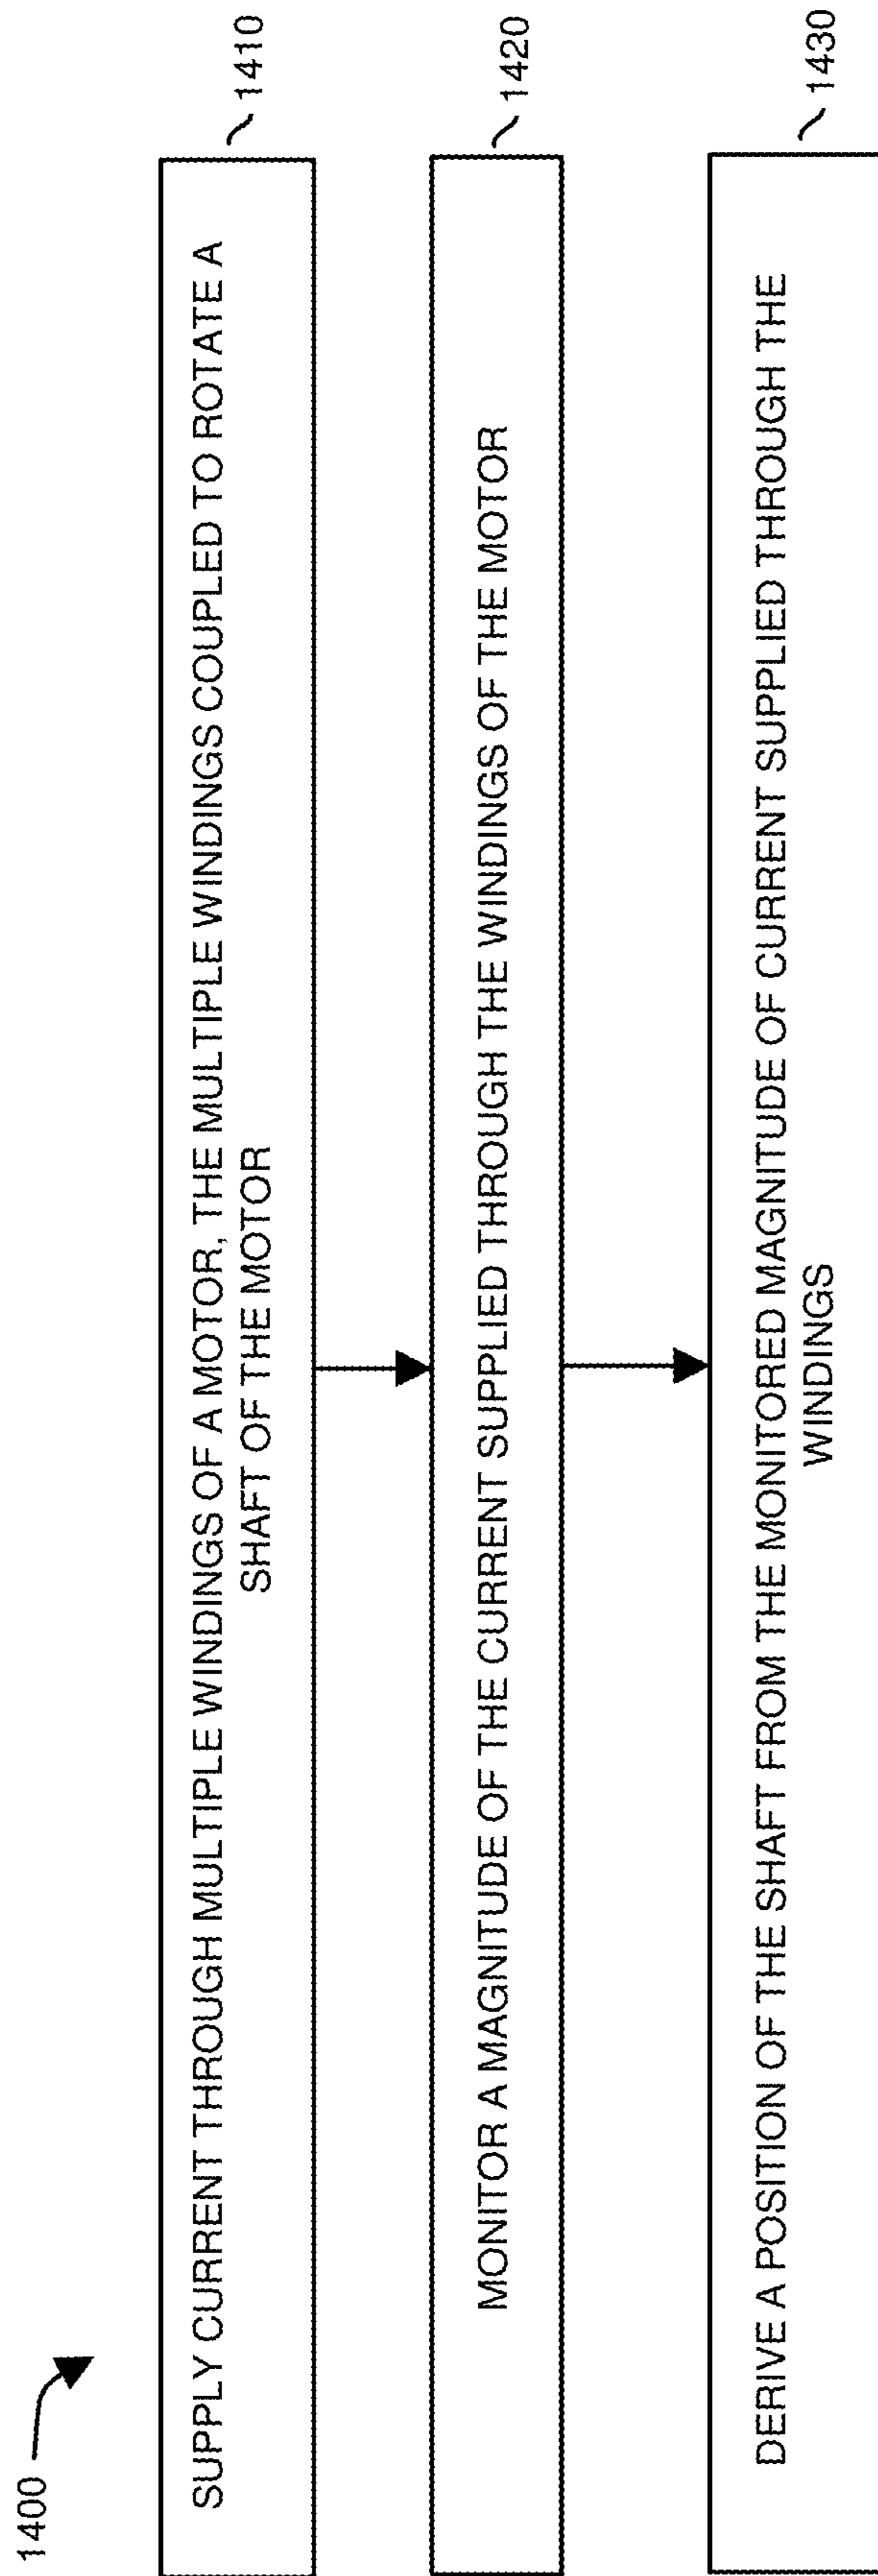 1400
SUPPLY CURRENT THROUGH MULTIPLE WINDINGS OF A MOTOR, THE MULTIPLE WINDINGS COUPLED TO ROTATE A
SHAFT OF THE MOTOR
1410
MONITOR A MAGNITUDE OF THE CURRENT SUPPLIED THROUGH THE WINDINGS OF THE MOTOR
1420
DERIVE A POSITION OF THE SHAFT FROM THE MONITORED MAGNITUDE OF CURRENT SUPPLIED THROUGH THE
WINDINGS
1430